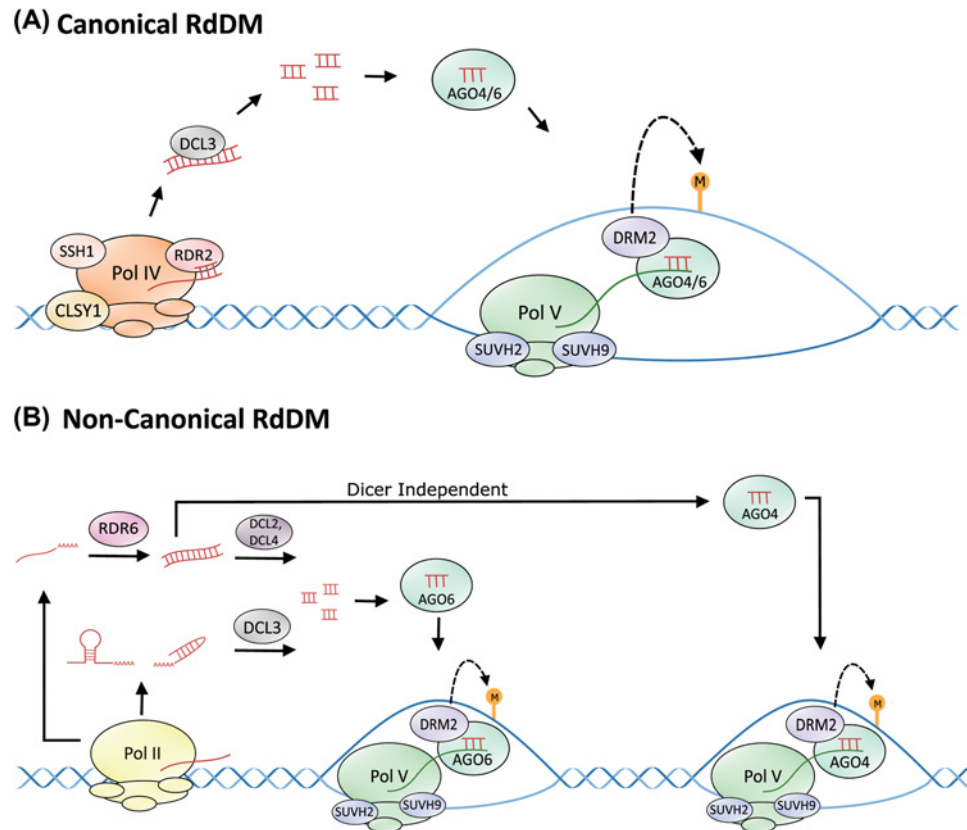 (A) Canonical RdDM
DCL3
AGO4/6
M
SSH1
Pol IV
RDR2
CLSY1
DRM2
AGO4/6
Pol V
SUVH2
SUVH9
(B) Non-Canonical RdDM
Dicer Independent
RDR6
DCL2,
DCL4
AGO4
AGO6
DCL3
M
DRM2
AGO6
Pol V
SUVH2
SUVH9
M
DRM2
AGO4
Pol V
SUVH2
SUVH9
Pol II